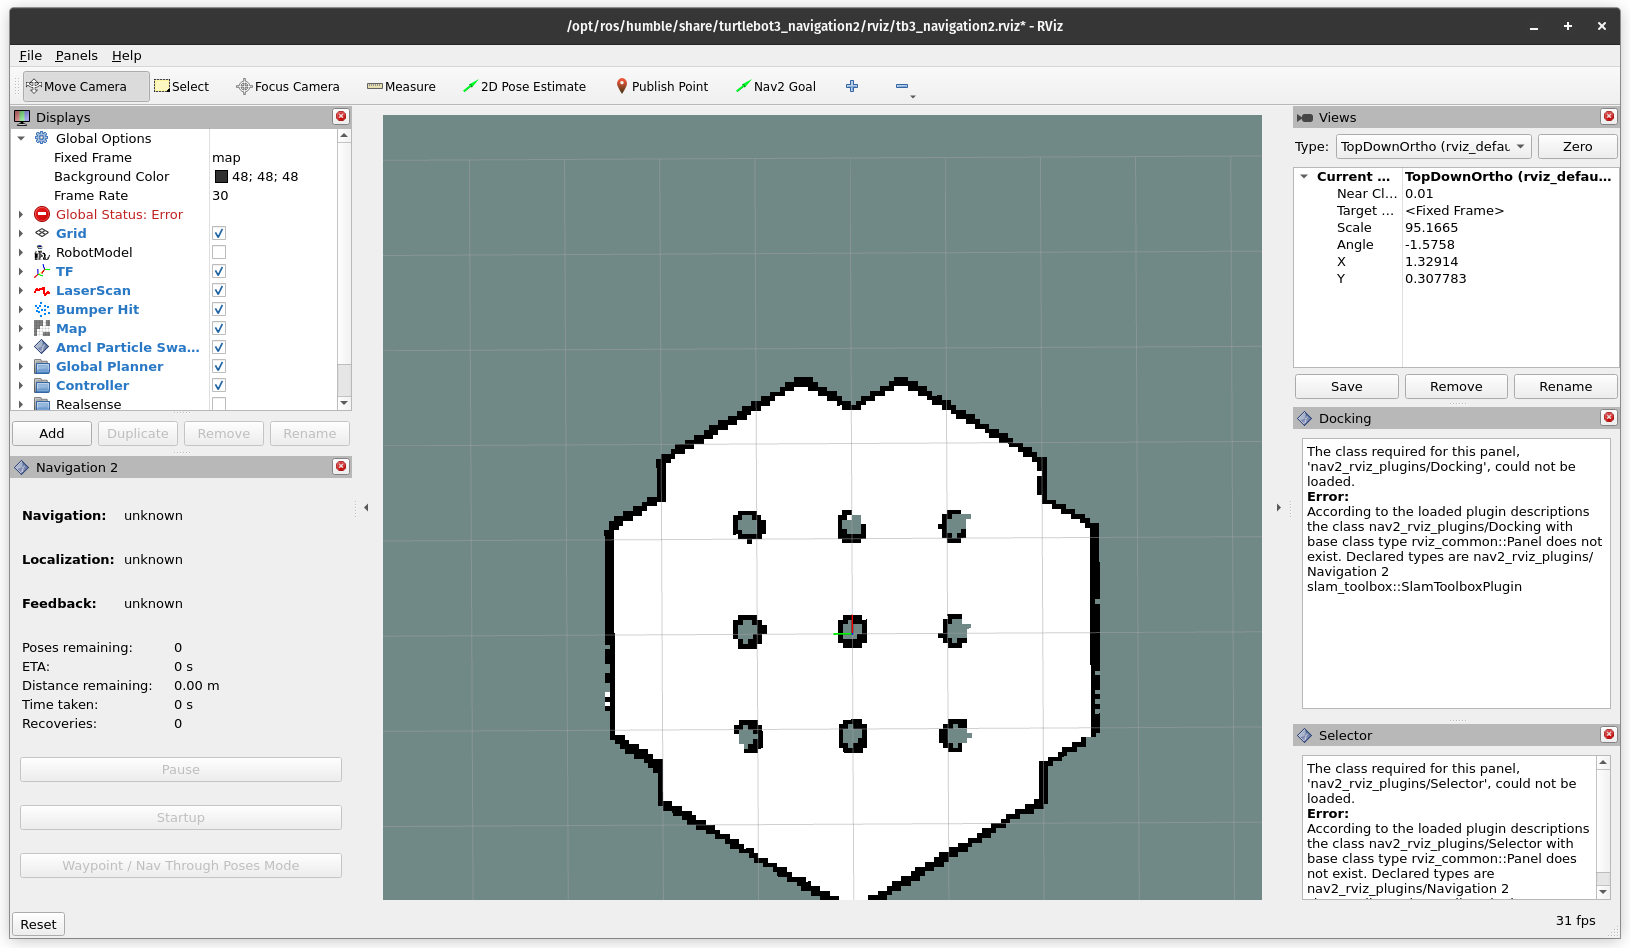 /opt/ros/humble/share/turtlebot3_navigation2/rviz/tb3_navigation2.rviz* - RViz
File Panels Help
Move Camera Select Focus Camera Measure 2D Pose Estimate Publish Point Nav2 Goal
Displays
Global Options
Fixed Frame map
Background Color 48; 48; 48
Frame Rate 30
Global Status: Error
Grid
RobotModel
TF
LaserScan
Bumper Hit
Map
Amcl Particle Swa...
Global Planner
Controller
Realsense
Add Duplicate Remove Rename
Navigation 2
Navigation: unknown
Localization: unknown
Feedback: unknown
Poses remaining: 0
ETA: 0 s
Distance remaining: 0.00 m
Time taken: 0 s
Recoveries: 0
Pause
Startup
Waypoint / Nav Through Poses Mode
Reset
Views
Type: TopDownOrtho (rviz_defau Zero
Current ... TopDownOrtho (rviz_defau...
Near Cl... 0.01
Target ... <Fixed Frame>
Scale 95.1665
Angle -1.5758
X 1.32914
Y 0.307783
Save Remove Rename
Docking
The class required for this panel,
'nav2_rviz_plugins/Docking', could not be
loaded.
Error:
According to the loaded plugin descriptions
the class nav2_rviz_plugins/Docking with
base class type rviz_common::Panel does not
exist. Declared types are nav2_rviz_plugins/
Navigation 2
slam_toolbox::SlamToolboxPlugin
Selector
The class required for this panel,
'nav2_rviz_plugins/Selector', could not be
loaded.
Error:
According to the loaded plugin descriptions
the class nav2_rviz_plugins/Selector with
base class type rviz_common::Panel does
not exist. Declared types are
nav2_rviz_plugins/Navigation 2
31 fps